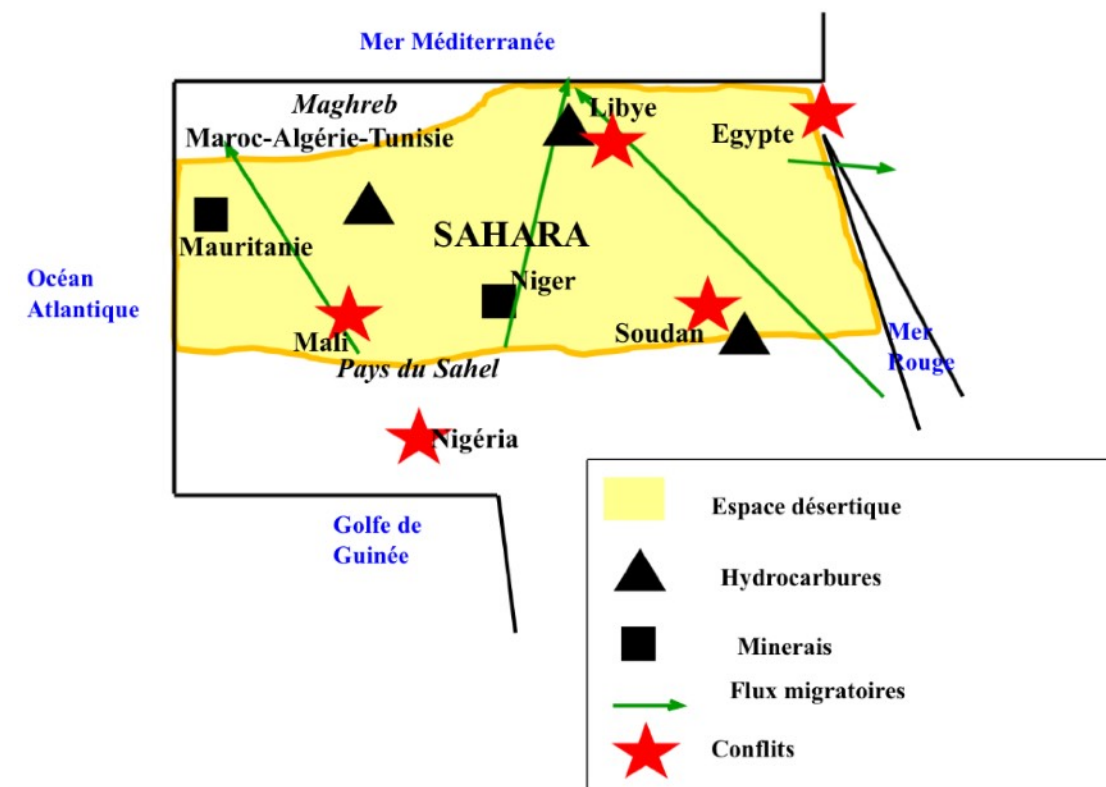 Mer Méditerranée
Maghreb
Maroc-Algérie-Tunisie
Libye
Egypte
SAHARA
Mauritanie
Niger
Océan
Atlantique
Mali
Soudan
Mer
Rouge
Pays du Sahel
Nigéria
Golfe de
Guinée
Espace désertique
Hydrocarbures
Minerais
Flux migratoires
Conflits